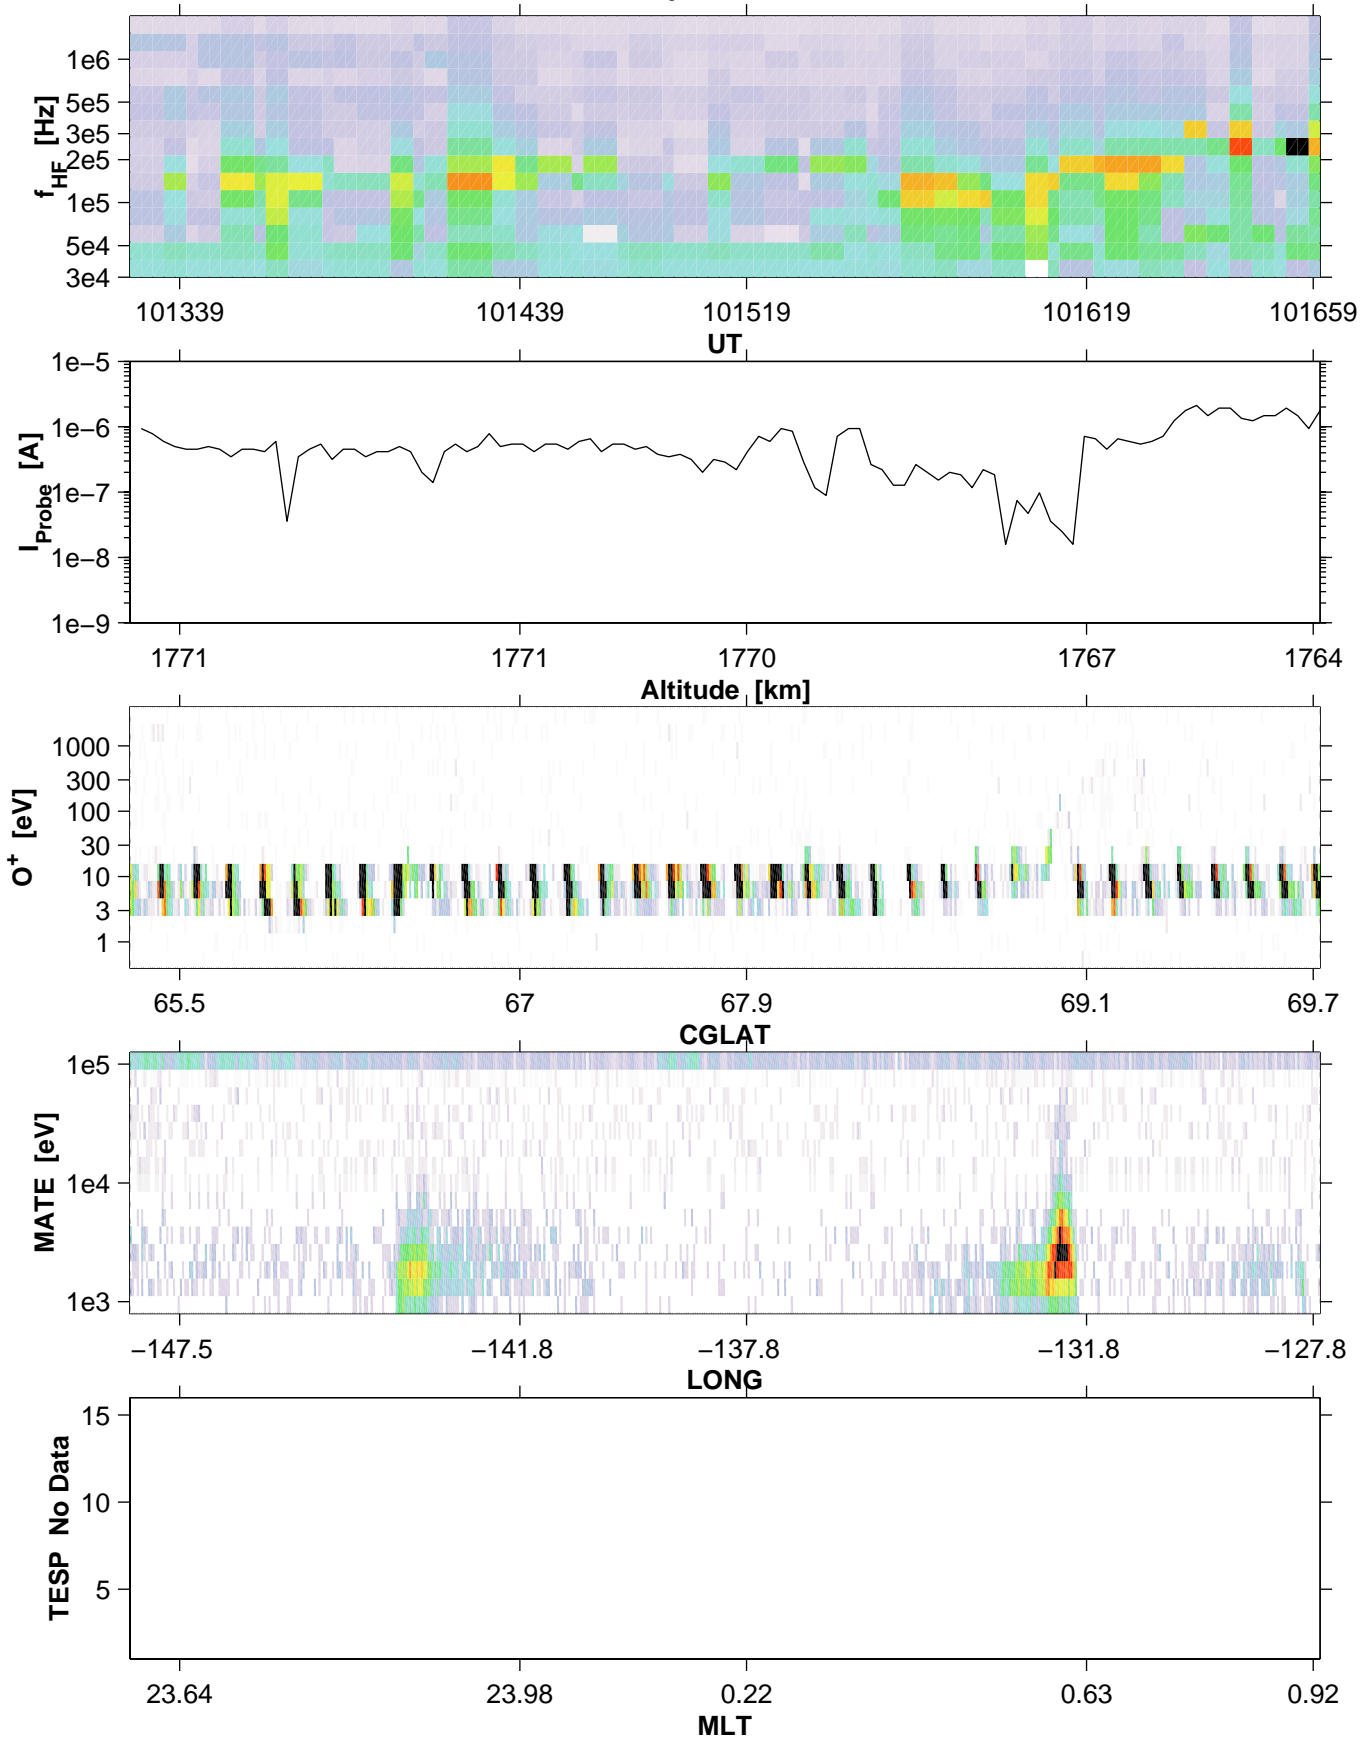 1e6
5e5
3e5
2e5
1e5
5e4
3e4
f_HF [Hz]
101339 101439 101519 101619 101659
UT
1e−5
1e−6
1e−7
1e−8
1e−9
I_Probe [A]
1771 1771 1770 1767 1764
Altitude [km]
1000
300
100
30
10
3
1
O⁺ [eV]
65.5 67 67.9 69.1 69.7
CGLAT
1e5
1e4
1e3
MATE [eV]
−147.5 −141.8 −137.8 −131.8 −127.8
LONG
15
10
5
TESP No Data
23.64 23.98 0.22 0.63 0.92
MLT